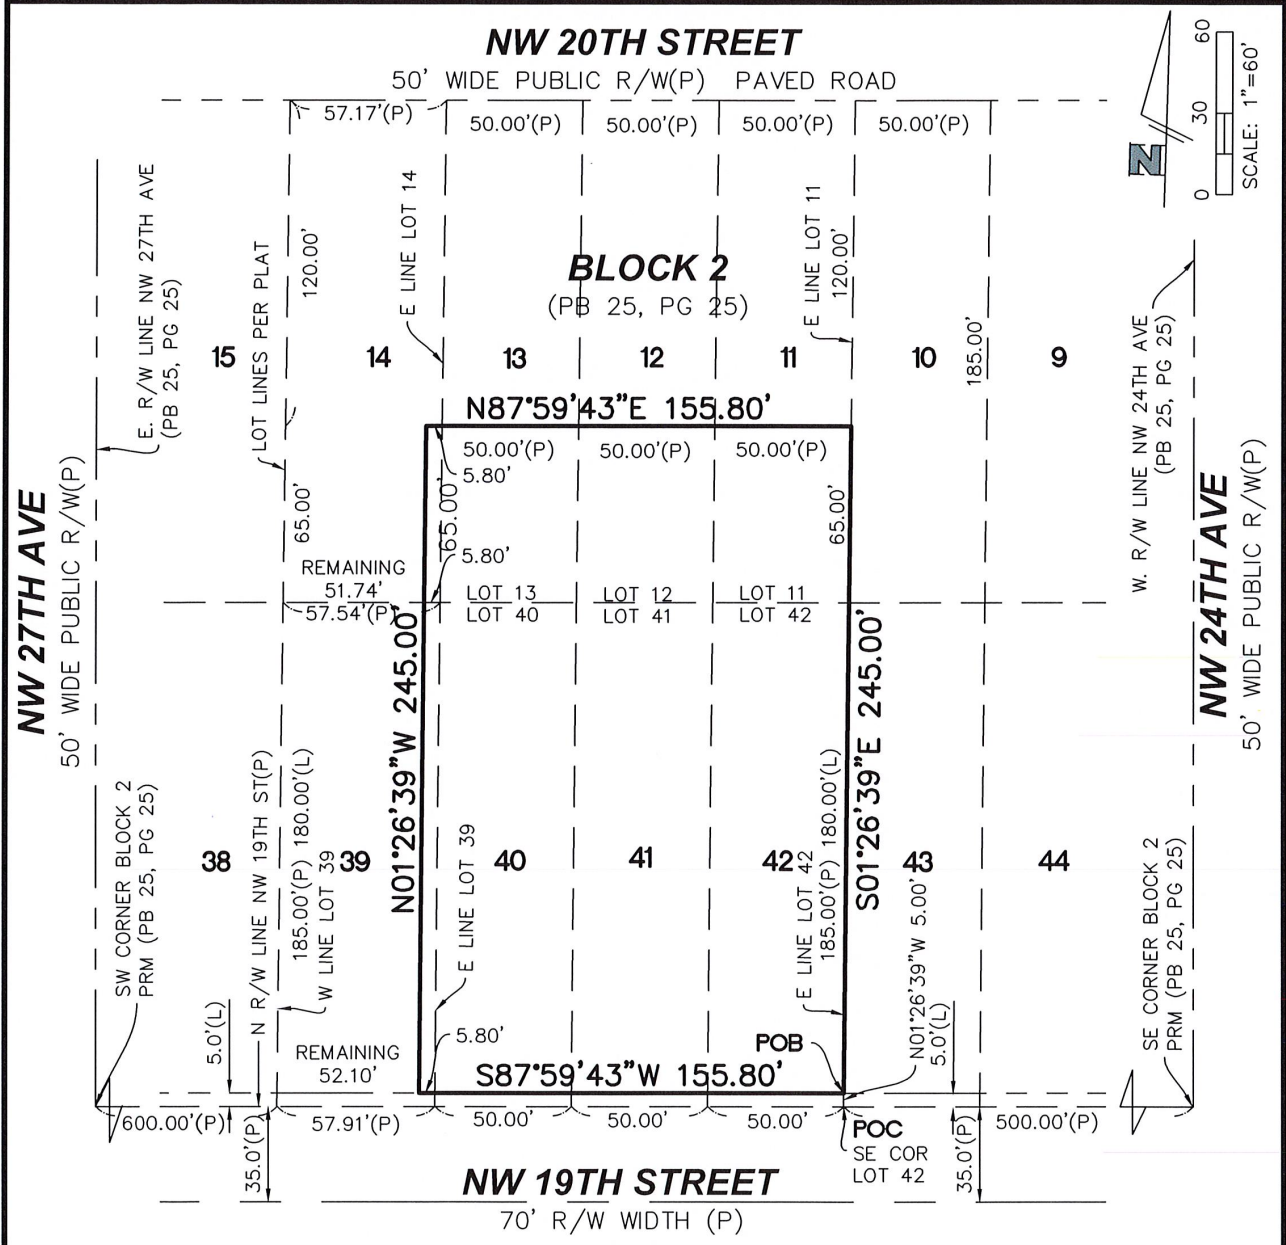 NW 20TH STREET
50' WIDE PUBLIC R/W(P) PAVED ROAD
57.17'(P)
50.00'(P)
50.00'(P)
50.00'(P)
50.00'(P)
N
0 30 60
SCALE: 1"=60'
E. R/W LINE NW 27TH AVE
(PB 25, PG 25)
LOT LINES PER PLAT
120.00'
E LINE LOT 14
BLOCK 2
(PB 25, PG 25)
E LINE LOT 11
120.00'
185.00'
W. R/W LINE NW 24TH AVE
(PB 25, PG 25)
15
14
13
12
11
10
9
N87°59'43"E 155.80'
50.00'(P)
50.00'(P)
50.00'(P)
5.80'
65.00'
65.00'
65.00'
5.80'
REMAINING
51.74'
57.54'(P)
LOT 13
LOT 40
LOT 12
LOT 41
LOT 11
LOT 42
NW 27TH AVE
50' WIDE PUBLIC R/W(P)
NW 24TH AVE
50' WIDE PUBLIC R/W(P)
N01°26'39"W 245.00'
S01°26'39"E 245.00'
SW CORNER BLOCK 2
PRM (PB 25, PG 25)
N R/W LINE NW 19TH ST(P)
185.00'(P) 180.00'(L)
W LINE LOT 39
38
39
40
41
42
43
44
E LINE LOT 39
E LINE LOT 42
185.00'(P) 180.00'(L)
N01°26'39"W 5.00'
5.0'(L)
SE CORNER BLOCK 2
PRM (PB 25, PG 25)
5.0'(L)
REMAINING
52.10'
5.80'
POB
S87°59'43"W 155.80'
600.00'(P)
57.91'(P)
50.00'
50.00'
50.00'
500.00'(P)
35.0'(P)
POC
SE COR
LOT 42
35.0'(P)
NW 19TH STREET
70' R/W WIDTH (P)